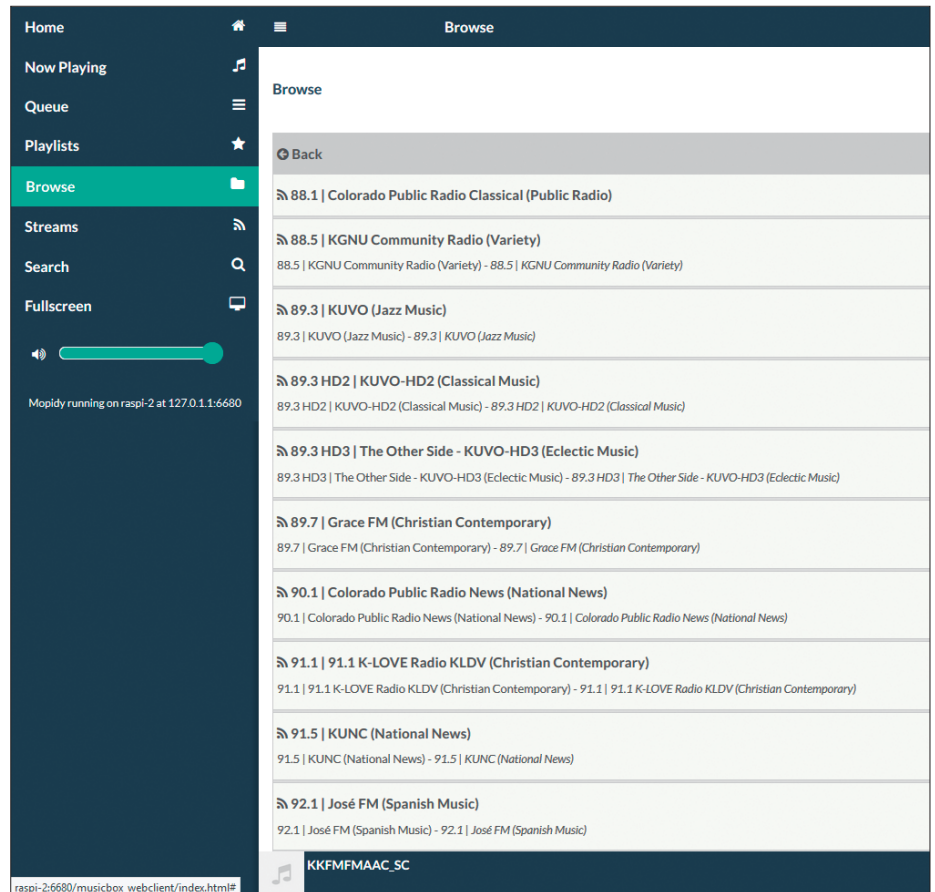 Home
Now Playing
Queue
Playlists
Browse
Streams
Search
Fullscreen
Mopidy running on raspi-2 at 127.0.1.1:6680
raspi-2:6680/musicbox_webclient/index.html#
Browse
Browse
Back
88.1 | Colorado Public Radio Classical (Public Radio)
88.5 | KGNU Community Radio (Variety)
88.5 | KGNU Community Radio (Variety) - 88.5 | KGNU Community Radio (Variety)
89.3 | KUVO (Jazz Music)
89.3 | KUVO (Jazz Music) - 89.3 | KUVO (Jazz Music)
89.3 HD2 | KUVO-HD2 (Classical Music)
89.3 HD2 | KUVO-HD2 (Classical Music) - 89.3 HD2 | KUVO-HD2 (Classical Music)
89.3 HD3 | The Other Side - KUVO-HD3 (Eclectic Music)
89.3 HD3 | The Other Side - KUVO-HD3 (Eclectic Music) - 89.3 HD3 | The Other Side - KUVO-HD3 (Eclectic Music)
89.7 | Grace FM (Christian Contemporary)
89.7 | Grace FM (Christian Contemporary) - 89.7 | Grace FM (Christian Contemporary)
90.1 | Colorado Public Radio News (National News)
90.1 | Colorado Public Radio News (National News) - 90.1 | Colorado Public Radio News (National News)
91.1 | 91.1 K-LOVE Radio KLDV (Christian Contemporary)
91.1 | 91.1 K-LOVE Radio KLDV (Christian Contemporary) - 91.1 | 91.1 K-LOVE Radio KLDV (Christian Contemporary)
91.5 | KUNC (National News)
91.5 | KUNC (National News) - 91.5 | KUNC (National News)
92.1 | José FM (Spanish Music)
92.1 | José FM (Spanish Music) - 92.1 | José FM (Spanish Music)
KKFMFMAAC_SC